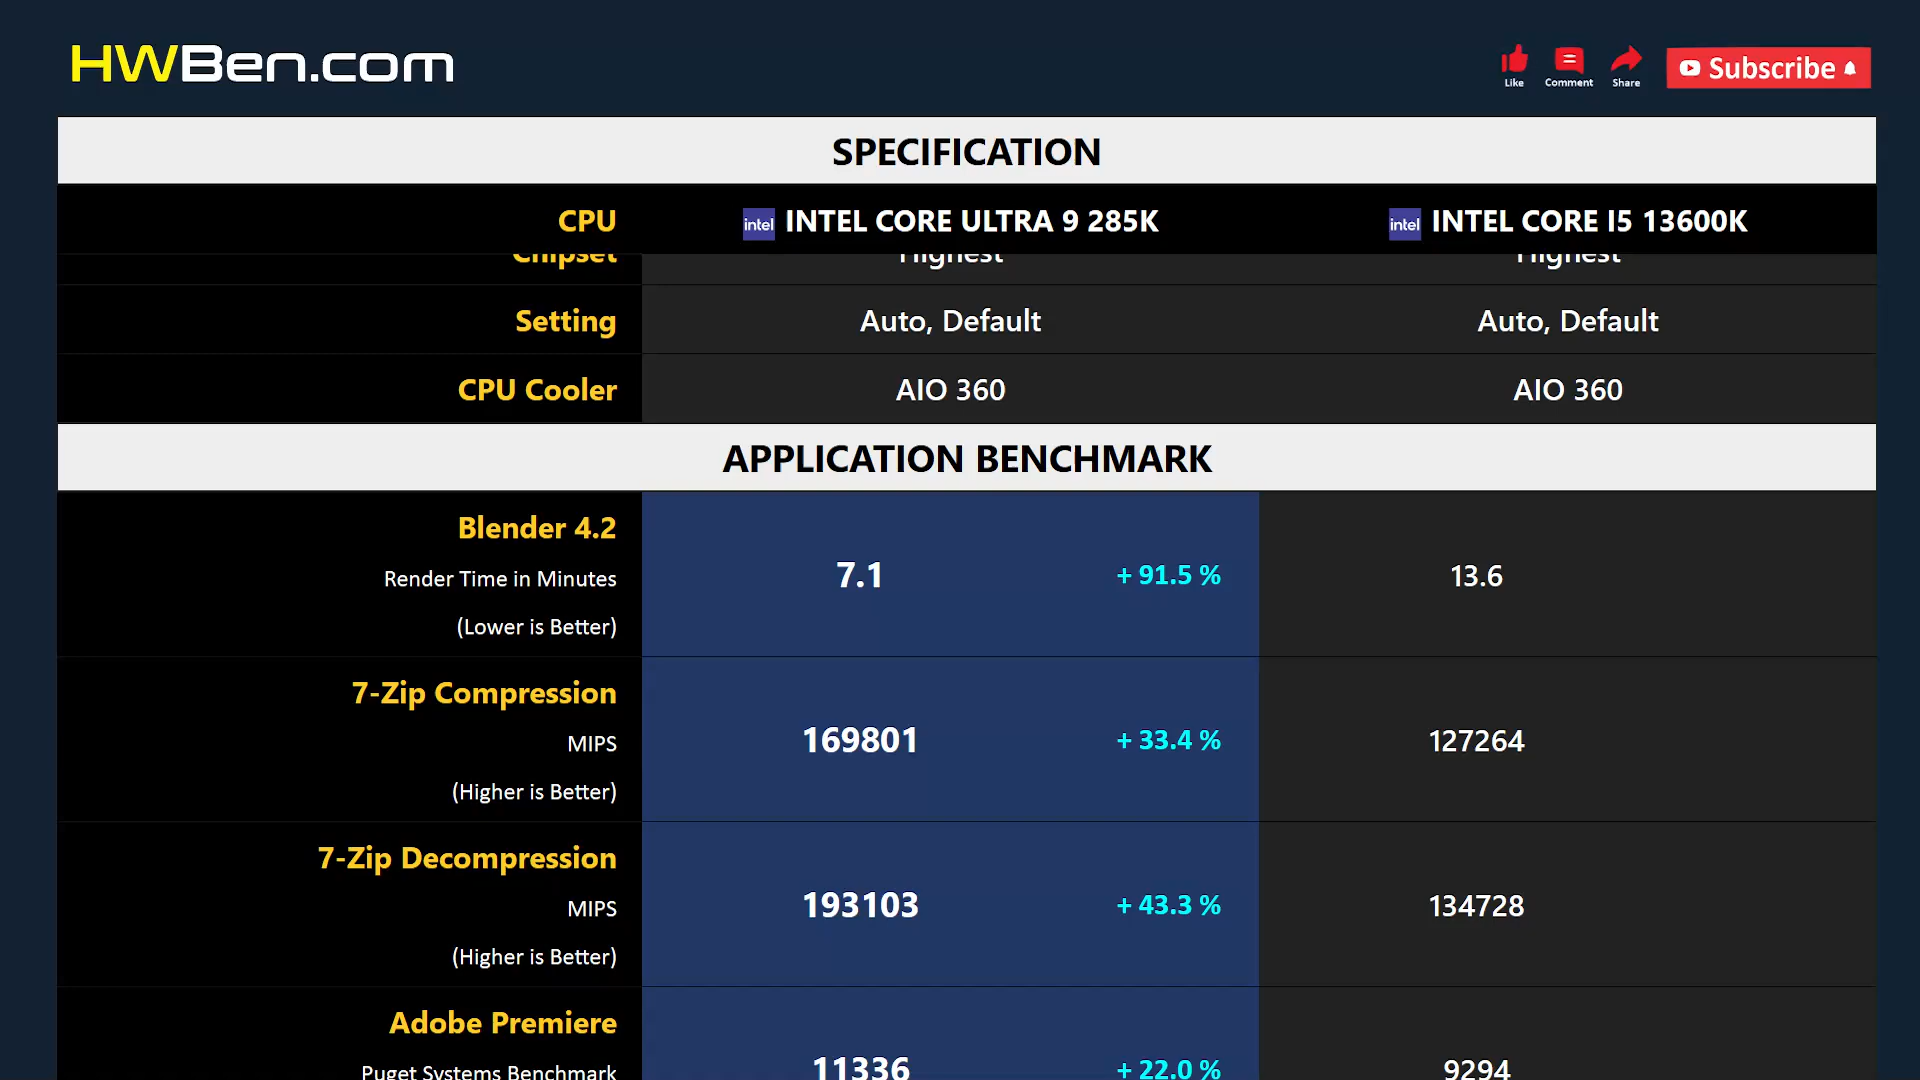 HWBen.com
Like Comment Share Subscribe
SPECIFICATION
CPU intel INTEL CORE ULTRA 9 285K intel INTEL CORE I5 13600K
Chipset Highest Highest
Setting Auto, Default Auto, Default
CPU Cooler AIO 360 AIO 360
APPLICATION BENCHMARK
Blender 4.2
Render Time in Minutes 7.1 + 91.5 % 13.6
(Lower is Better)
7-Zip Compression
MIPS 169801 + 33.4 % 127264
(Higher is Better)
7-Zip Decompression
MIPS 193103 + 43.3 % 134728
(Higher is Better)
Adobe Premiere
Puget Systems Benchmark 11336 + 22.0 % 9294